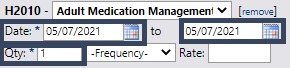 H2010 - Adult Medication Management [remove]
Date: * 05/07/2021 to 05/07/2021
Qty: * 1 -Frequency- Rate: